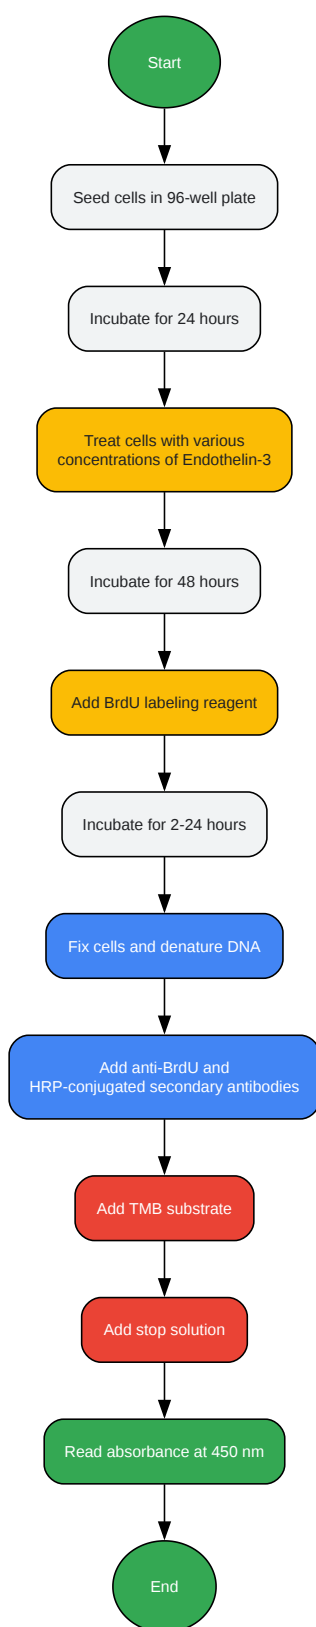 Start
Seed cells in 96-well plate
Incubate for 24 hours
Treat cells with various
concentrations of Endothelin-3
Incubate for 48 hours
Add BrdU labeling reagent
Incubate for 2-24 hours
Fix cells and denature DNA
Add anti-BrdU and
HRP-conjugated secondary antibodies
Add TMB substrate
Add stop solution
Read absorbance at 450 nm
End